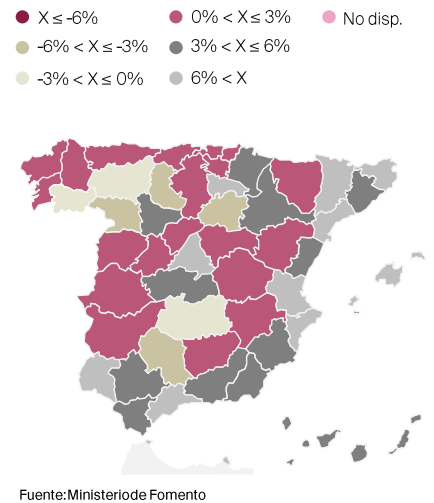 X ≤ -6%
0% < X ≤ 3%
No disp.
-6% < X ≤ -3%
3% < X ≤ 6%
-3% < X ≤ 0%
6% < X
Fuente: Ministerio de Fomento